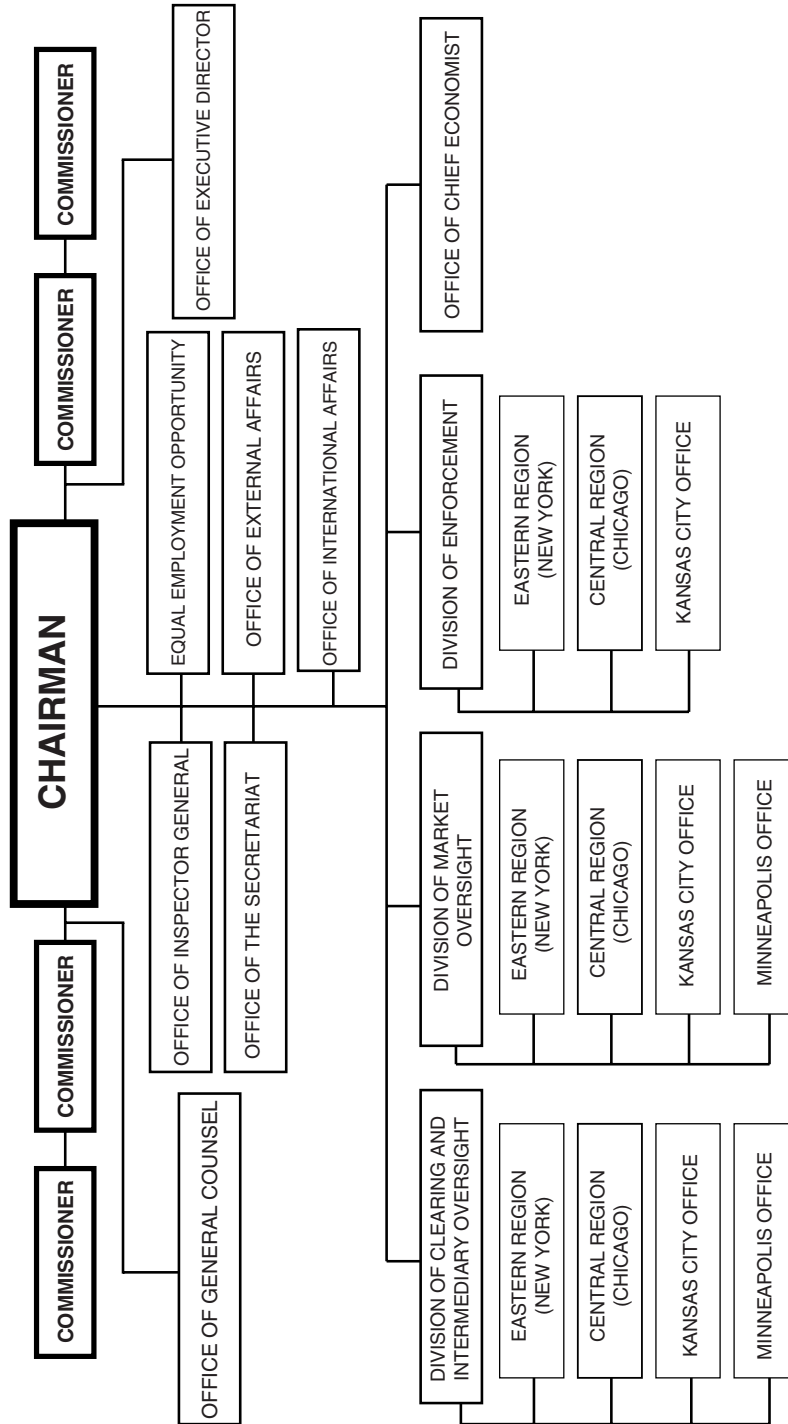 COMMISSIONER
COMMISSIONER
CHAIRMAN
COMMISSIONER
COMMISSIONER
OFFICE OF GENERAL COUNSEL
OFFICE OF EXECUTIVE DIRECTOR
OFFICE OF INSPECTOR GENERAL
EQUAL EMPLOYMENT OPPORTUNITY
OFFICE OF THE SECRETARIAT
OFFICE OF EXTERNAL AFFAIRS
OFFICE OF INTERNATIONAL AFFAIRS
DIVISION OF CLEARING AND
INTERMEDIARY OVERSIGHT
EASTERN REGION
(NEW YORK)
CENTRAL REGION
(CHICAGO)
KANSAS CITY OFFICE
MINNEAPOLIS OFFICE
DIVISION OF MARKET
OVERSIGHT
EASTERN REGION
(NEW YORK)
CENTRAL REGION
(CHICAGO)
KANSAS CITY OFFICE
MINNEAPOLIS OFFICE
DIVISION OF ENFORCEMENT
EASTERN REGION
(NEW YORK)
CENTRAL REGION
(CHICAGO)
KANSAS CITY OFFICE
OFFICE OF CHIEF ECONOMIST